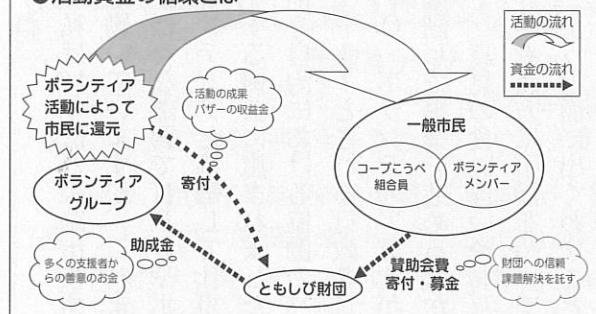 ●活動資金の循環とは
活動の流れ
資金の流れ
ボランティア
活動によって
市民に還元
活動の成果
バザーの収益金
一般市民
コープこうべ
組合員
ボランティア
メンバー
ボランティア
グループ
寄付
助成金
多くの支援者か
らの善意のお金
ともしび財団
賛助会費
寄付・募金
財団への信頼
課題解決を託す